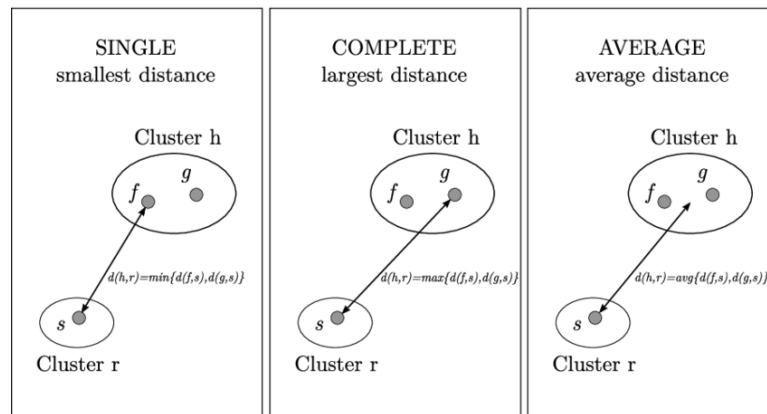 SINGLE
smallest distance
Cluster h
g
f
d(h,r)=min{d(f,s),d(g,s)}
s
Cluster r
COMPLETE
largest distance
Cluster h
g
f
d(h,r)=max{d(f,s),d(g,s)}
s
Cluster r
AVERAGE
average distance
Cluster h
g
f
d(h,r)=avg{d(f,s),d(g,s)}
s
Cluster r